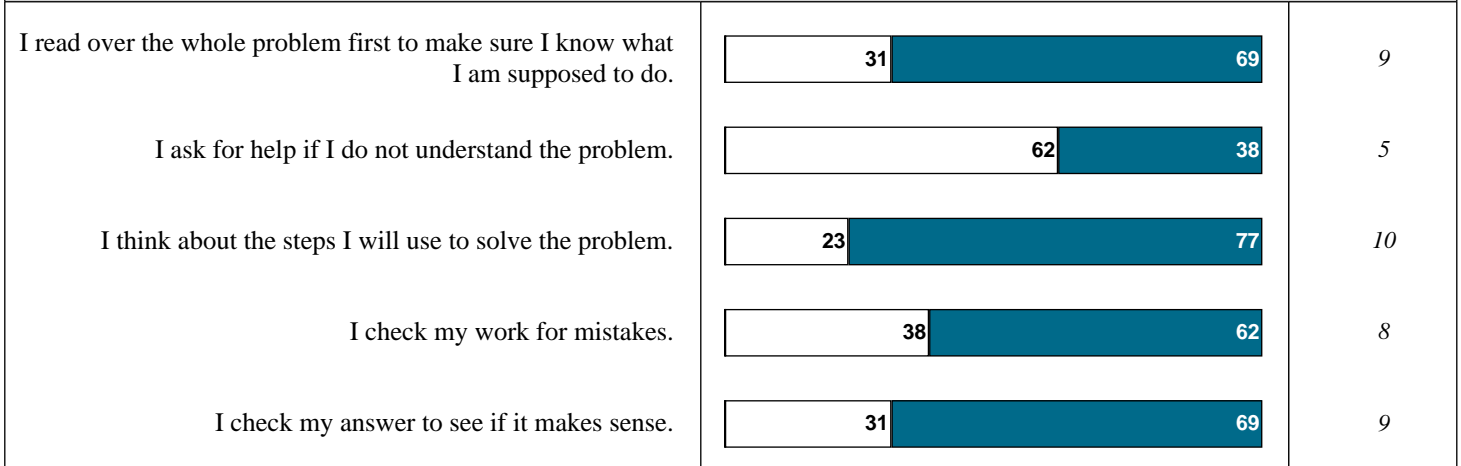 I read over the whole problem first to make sure I know what
I am supposed to do.
31 69 9
I ask for help if I do not understand the problem.
62 38 5
I think about the steps I will use to solve the problem.
23 77 10
I check my work for mistakes.
38 62 8
I check my answer to see if it makes sense.
31 69 9